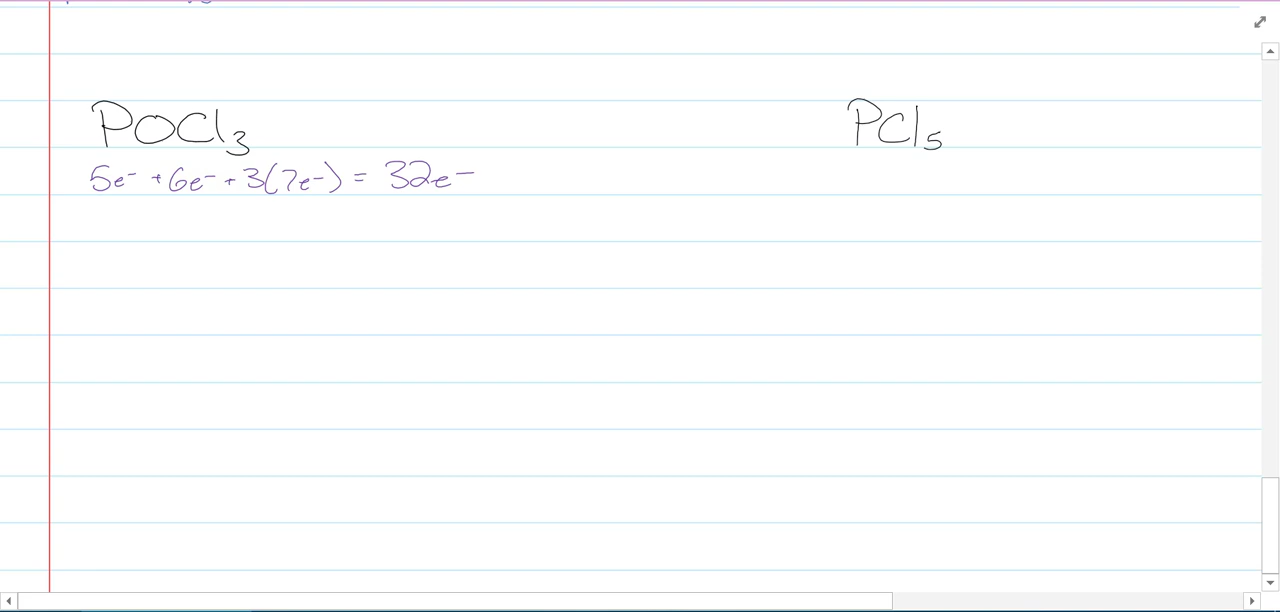 POCl₃
PCl₅
5e⁻ + 6e⁻ + 3(7e⁻) = 32e⁻